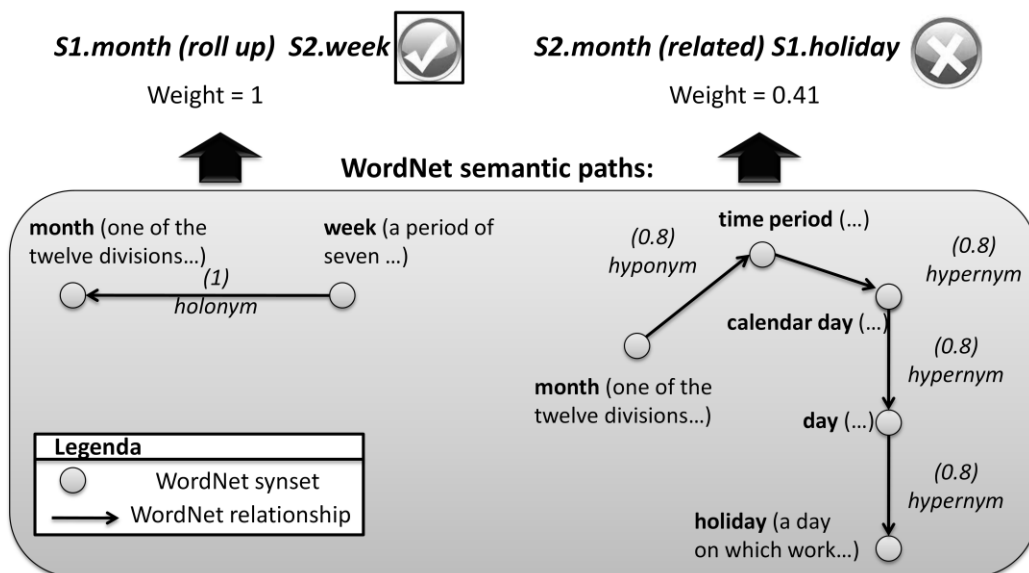 S1.month (roll up) S2.week
Weight = 1
S2.month (related) S1.holiday
Weight = 0.41
WordNet semantic paths:
month (one of the
twelve divisions…)
week (a period of
seven …)
(1)
holonym
time period (…)
(0.8)
hyponym
(0.8)
hypernym
calendar day (…)
(0.8)
hypernym
month (one of the
twelve divisions…)
day (…)
(0.8)
hypernym
holiday (a day
on which work…)
Legenda
WordNet synset
WordNet relationship